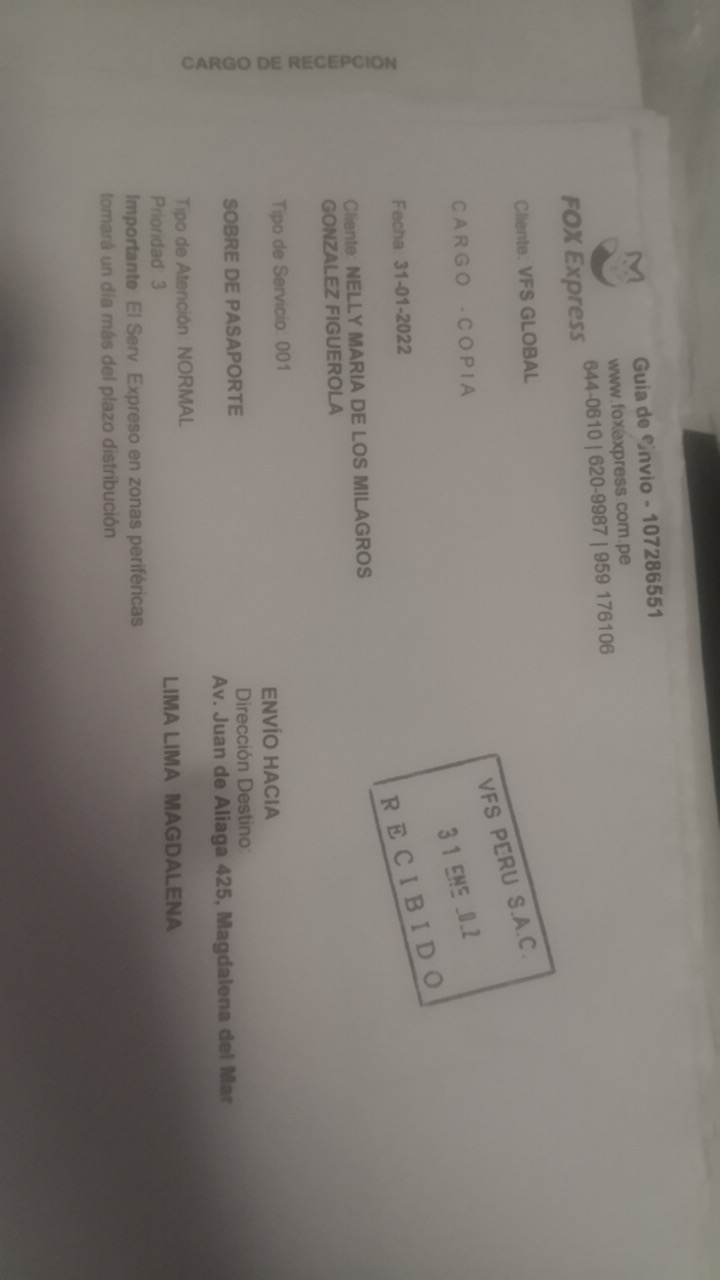 CARGO DE RECEPCION
Guia de envio - 107286551
www.foxexpress.com.pe
644-0610 | 620-9987 | 959 176106
FOX Express
Cliente: VFS GLOBAL
CARGO - COPIA
Fecha 31-01-2022
Cliente: NELLY MARIA DE LOS MILAGROS
GONZALEZ FIGUEROLA
Tipo de Servicio 001
SOBRE DE PASAPORTE
Tipo de Atención NORMAL
Prioridad 3
Importante El Serv Expreso en zonas periféricas
tomará un día más del plazo distribución
VFS PERU S.A.C.
31 ENE
RECIBIDO
ENVÍO HACIA
Dirección Destino:
Av. Juan de Aliaga 425, Magdalena del Mar
LIMA LIMA MAGDALENA